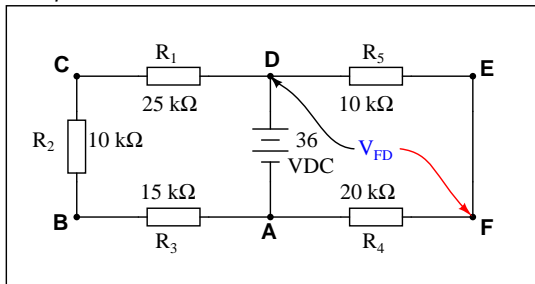 R1 D R5
C E
25 kΩ 10 kΩ
R2 10 kΩ 36 VFD
VDC
15 kΩ 20 kΩ
B A F
R3 R4